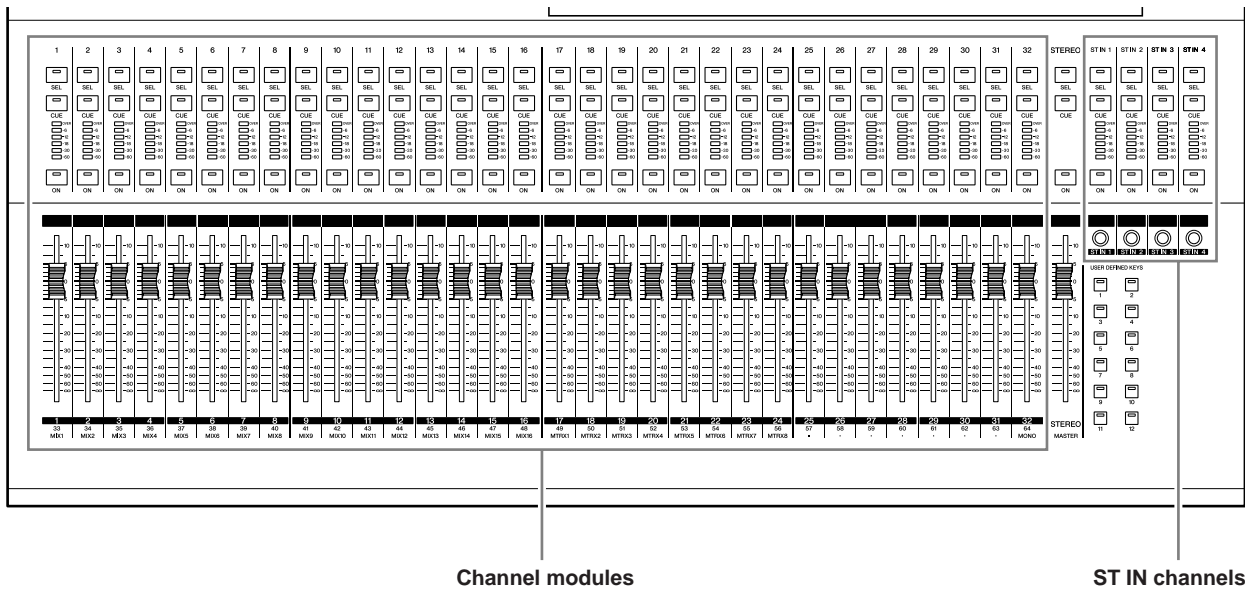 1 2 3 4 5 6 7 8 9 10 11 12 13 14 15 16 17 18 19 20 21 22 23 24 25 26 27 28 29 30 31 32 STEREO ST IN 1 ST IN 2 ST IN 3 ST IN 4
SEL SEL SEL SEL SEL SEL SEL SEL SEL SEL SEL SEL SEL SEL SEL SEL SEL SEL SEL SEL SEL SEL SEL SEL SEL SEL SEL SEL SEL SEL SEL SEL SEL SEL SEL SEL SEL
CUE CUE CUE CUE CUE CUE CUE CUE CUE CUE CUE CUE CUE CUE CUE CUE CUE CUE CUE CUE CUE CUE CUE CUE CUE CUE CUE CUE CUE CUE CUE CUE CUE CUE CUE CUE CUE
ON ON ON ON ON ON ON ON ON ON ON ON ON ON ON ON ON ON ON ON ON ON ON ON ON ON ON ON ON ON ON ON ON ON ON ON ON
ST IN 1 ST IN 2 ST IN 3 ST IN 4
USER DEFINED KEYS
1 2
3 4
5 6
7 8
9 10
11 12
1 2 3 4 5 6 7 8 9 10 11 12 13 14 15 16 17 18 19 20 21 22 23 24 25 26 27 28 29 30 31 32
33 34 35 36 37 38 39 40 41 42 43 44 45 46 47 48 49 50 51 52 53 54 55 56 57 58 59 60 61 62 63 64 STEREO
MIX1 MIX2 MIX3 MIX4 MIX5 MIX6 MIX7 MIX8 MIX9 MIX10 MIX11 MIX12 MIX13 MIX14 MIX15 MIX16 MTRX1 MTRX2 MTRX3 MTRX4 MTRX5 MTRX6 MTRX7 MTRX8 - - - - - - - MONO MASTER
Channel modules
ST IN channels